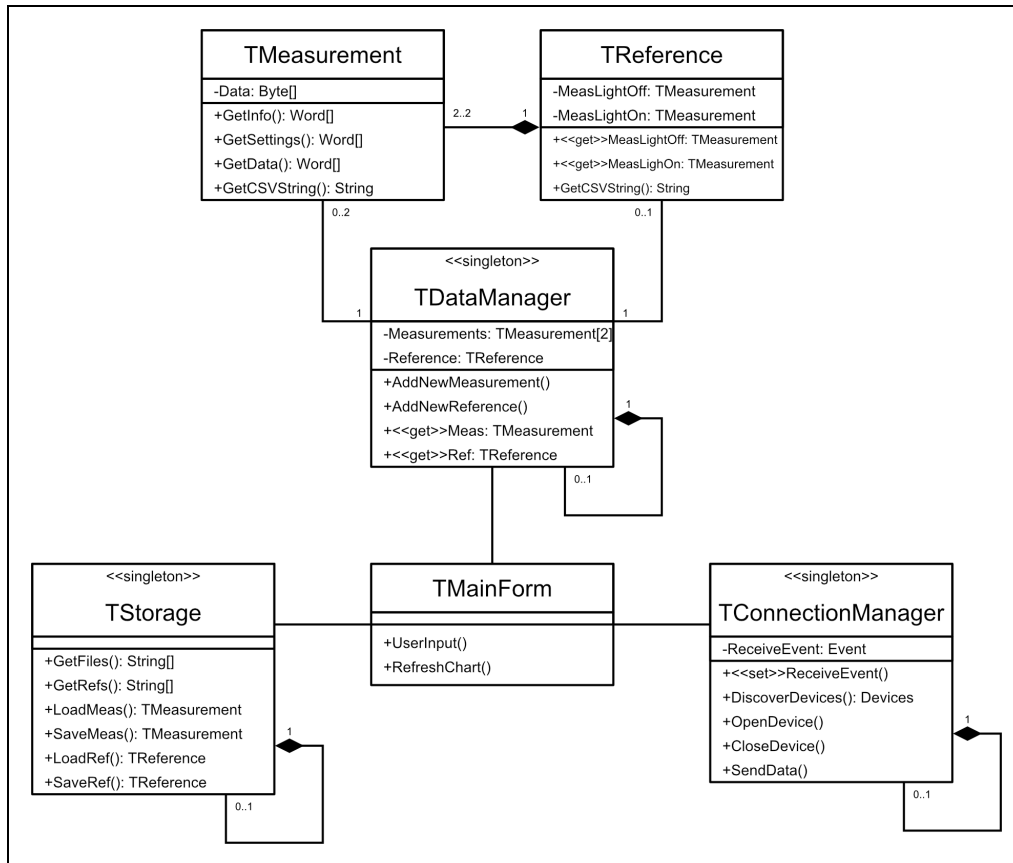 TMeasurement
-Data: Byte[]
+GetInfo(): Word[]
+GetSettings(): Word[]
+GetData(): Word[]
+GetCSVString(): String
2..2
1
TReference
-MeasLightOff: TMeasurement
-MeasLightOn: TMeasurement
+<<get>>MeasLightOff: TMeasurement
+<<get>>MeasLighOn: TMeasurement
+GetCSVString(): String
0..2
0..1
1
1
<<singleton>>
TDataManager
-Measurements: TMeasurement[2]
-Reference: TReference
+AddNewMeasurement()
+AddNewReference()
+<<get>>Meas: TMeasurement
+<<get>>Ref: TReference
1
0..1
<<singleton>>
TStorage
+GetFiles(): String[]
+GetRefs(): String[]
+LoadMeas(): TMeasurement
+SaveMeas(): TMeasurement
+LoadRef(): TReference
+SaveRef(): TReference
1
0..1
TMainForm
+UserInput()
+RefreshChart()
<<singleton>>
TConnectionManager
-ReceiveEvent: Event
+<<set>>ReceiveEvent()
+DiscoverDevices(): Devices
+OpenDevice()
+CloseDevice()
+SendData()
1
0..1